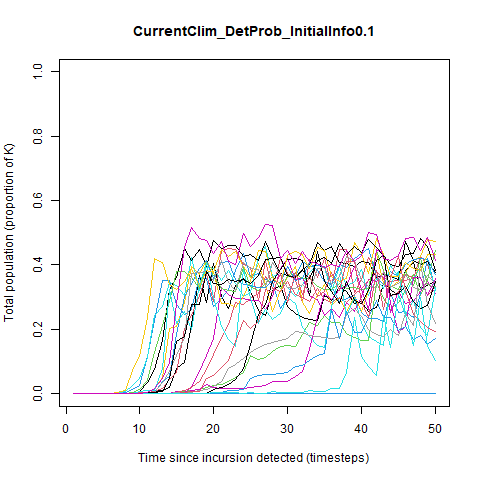 CurrentClim_DetProb_InitialInfo0.1
Total population (proportion of K)
1.0
0.8
0.6
0.4
0.2
0.0
0 10 20 30 40 50
Time since incursion detected (timesteps)